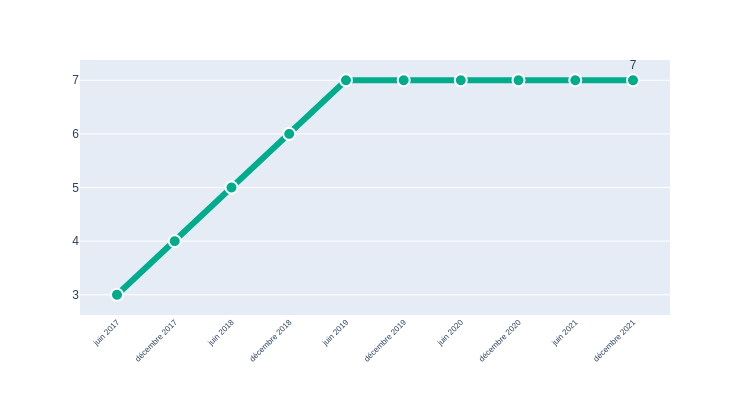 7
7
6
5
4
3
juin 2017
décembre 2017
juin 2018
décembre 2018
juin 2019
décembre 2019
juin 2020
décembre 2020
juin 2021
décembre 2021